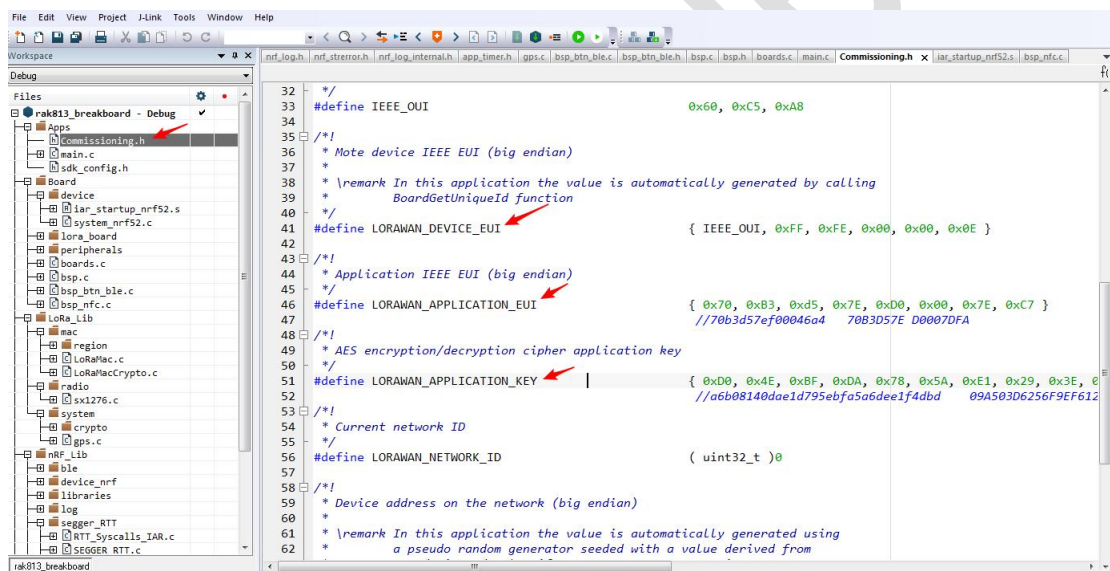 File Edit View Project J-Link Tools Window Help
Workspace
Debug
Files
rak813_breakboard - Debug
Apps
Commissioning.h
main.c
sdk_config.h
Board
device
iar_startup_nrf52.s
system_nrf52.c
lora_board
peripherals
boards.c
bsp.c
bsp_btn_ble.c
bsp_nfc.c
LoRa_Lib
mac
region
LoRaMac.c
LoRaMacCrypto.c
radio
sx1276.c
system
crypto
gps.c
nRF_Lib
ble
device_nrf
libraries
log
segger_RTT
RTT_Syscalls_IAR.c
SEGGER RTT.c
rak813_breakboard
nrf_log.h nrf_strerror.h nrf_log_internal.h app_timer.h gps.c bsp_btn_ble.c bsp_btn_ble.h bsp.c bsp.h boards.c main.c Commissioning.h x iar_startup_nrf52.s bsp_nfc.c
32 */
33 #define IEEE_OUI 0x60, 0xC5, 0xA8
34
35 /*!
36 * Mote device IEEE EUI (big endian)
37 *
38 * \remark In this application the value is automatically generated by calling
39 * BoardGetUniqueId function
40 */
41 #define LORAWAN_DEVICE_EUI { IEEE_OUI, 0xFF, 0xFE, 0x00, 0x00, 0x0E }
42
43 /*!
44 * Application IEEE EUI (big endian)
45 */
46 #define LORAWAN_APPLICATION_EUI { 0x70, 0xB3, 0xd5, 0x7E, 0xD0, 0x00, 0x7E, 0xC7 }
47 //70b3d57ef00046a4 70B3D57E D0007DFA
48 /*!
49 * AES encryption/decryption cipher application key
50 */
51 #define LORAWAN_APPLICATION_KEY { 0xD0, 0x4E, 0xBF, 0xDA, 0x78, 0x5A, 0xE1, 0x29, 0x3E, 0
52 //a6b08140dae1d795ebfa5a6dee1f4dbd 09A503D6256F9EF612
53 /*!
54 * Current network ID
55 */
56 #define LORAWAN_NETWORK_ID ( uint32_t )0
57
58 /*!
59 * Device address on the network (big endian)
60 *
61 * \remark In this application the value is automatically generated using
62 * a pseudo random generator seeded with a value derived from